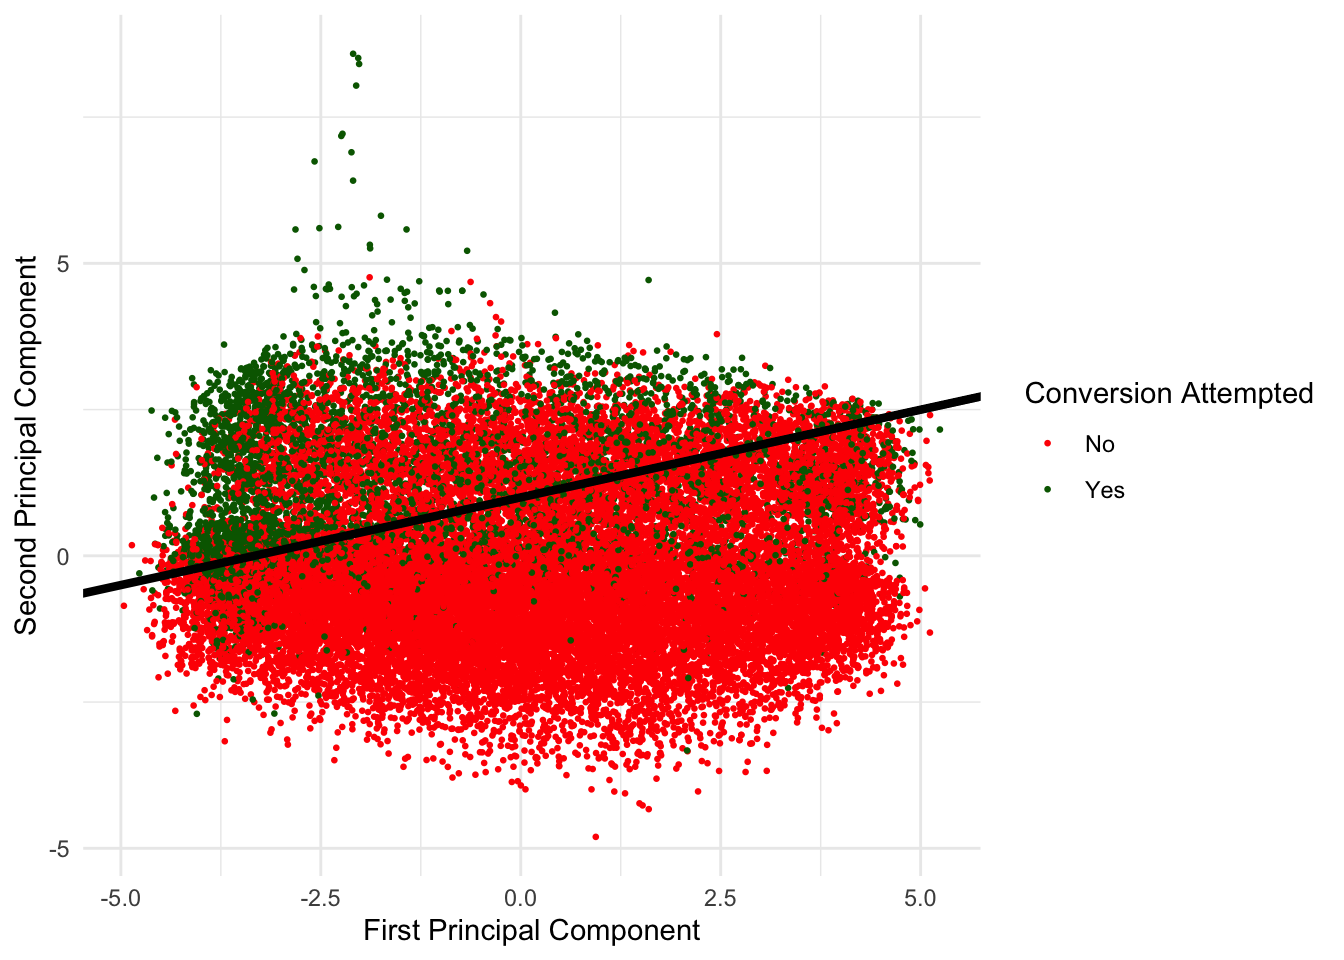 Second Principal Component
5
0
-5
-5.0
-2.5
0.0
2.5
5.0
First Principal Component
Conversion Attempted
No
Yes